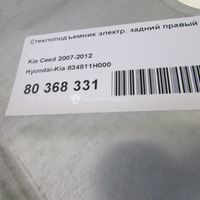 Стеклоподъемник электр. задний правый
Kia Ceed 2007-2012
Hyundai-Kia 834811H000
80 368 331